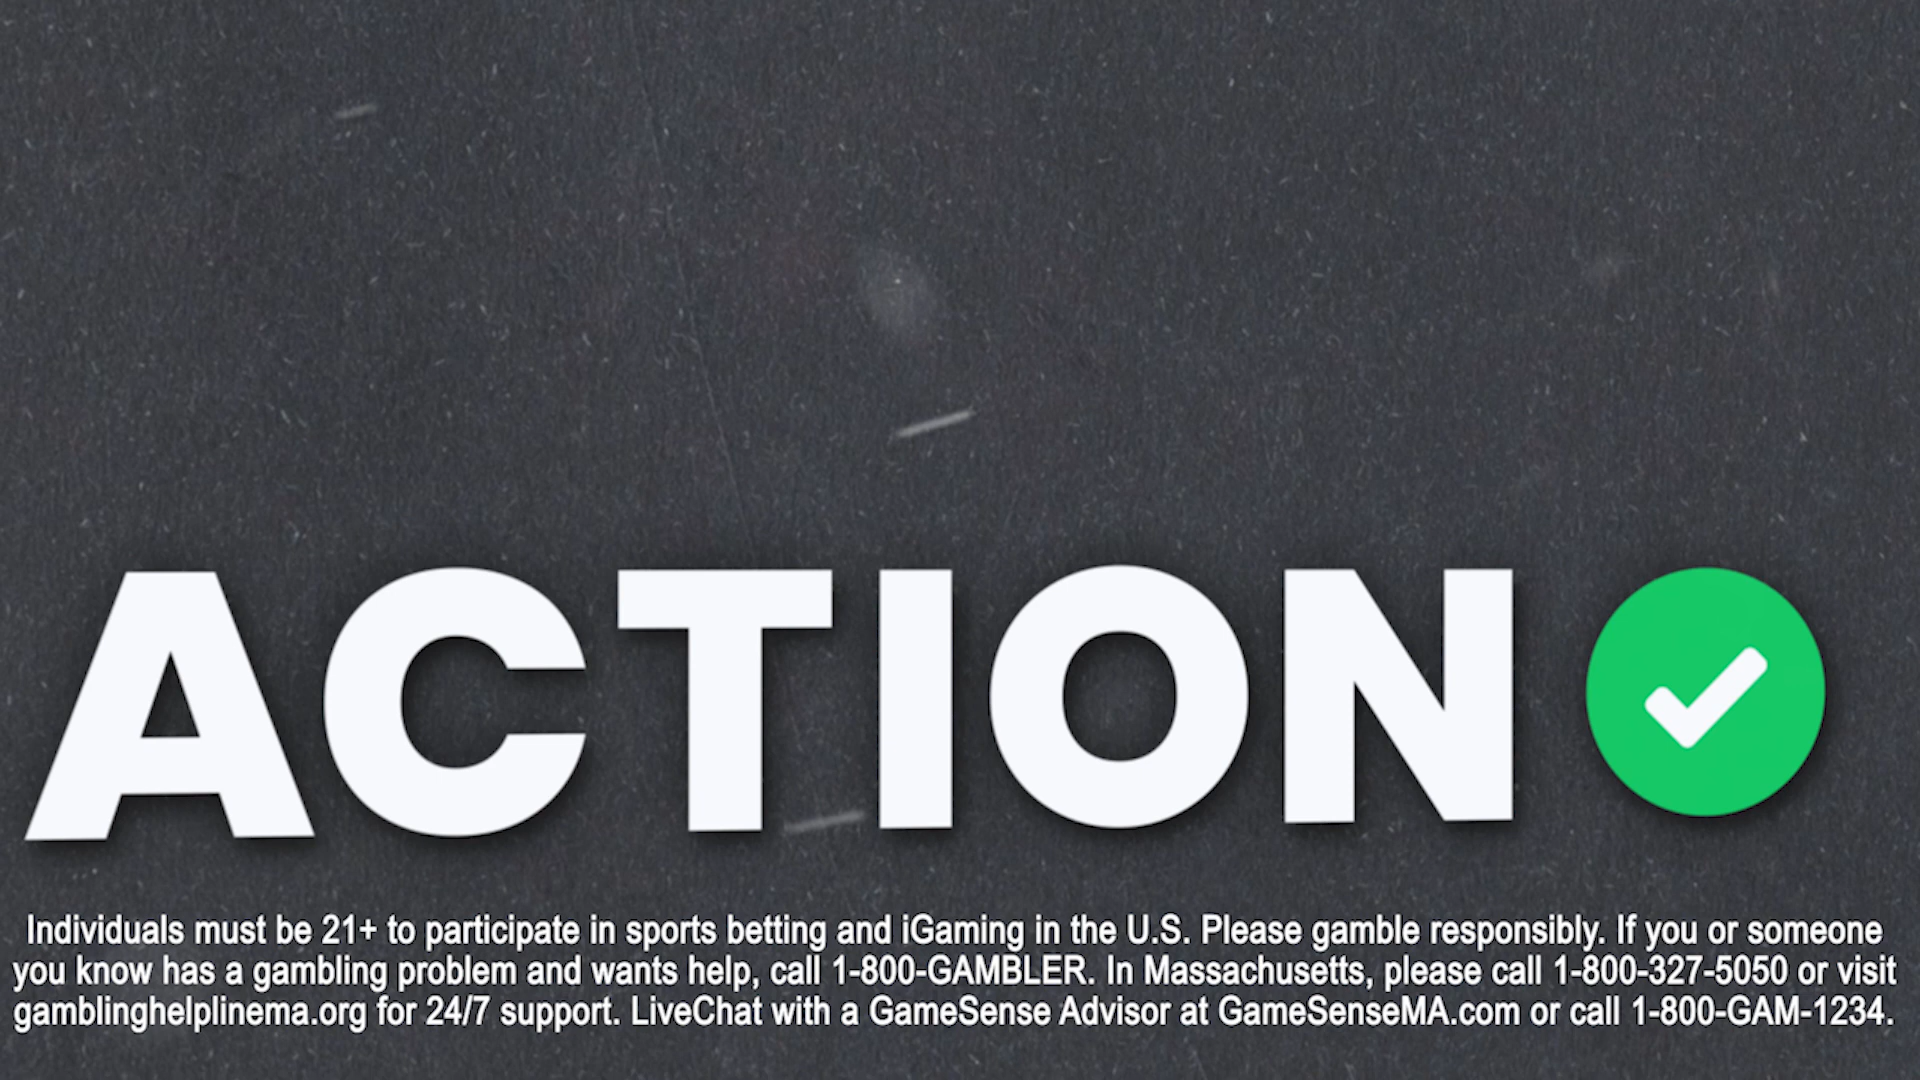 ACTION
Individuals must be 21+ to participate in sports betting and iGaming in the U.S. Please gamble responsibly. If you or someone
you know has a gambling problem and wants help, call 1-800-GAMBLER. In Massachusetts, please call 1-800-327-5050 or visit
gamblinghelplinema.org for 24/7 support. LiveChat with a GameSense Advisor at GameSenseMA.com or call 1-800-GAM-1234.